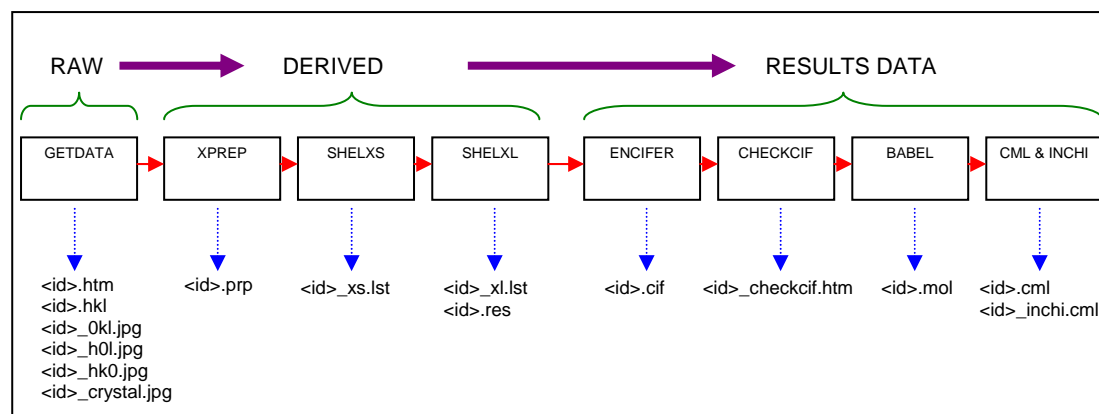 RAW DERIVED RESULTS DATA
GETDATA XPREP SHELXS SHELXL ENCIFER CHECKCIF BABEL CML & INCHI
<id>.htm <id>.prp <id>_xs.lst <id>_xl.lst <id>.cif <id>_checkcif.htm <id>.mol <id>.cml
<id>.hkl <id>.res <id>_inchi.cml
<id>_0kl.jpg
<id>_h0l.jpg
<id>_hk0.jpg
<id>_crystal.jpg